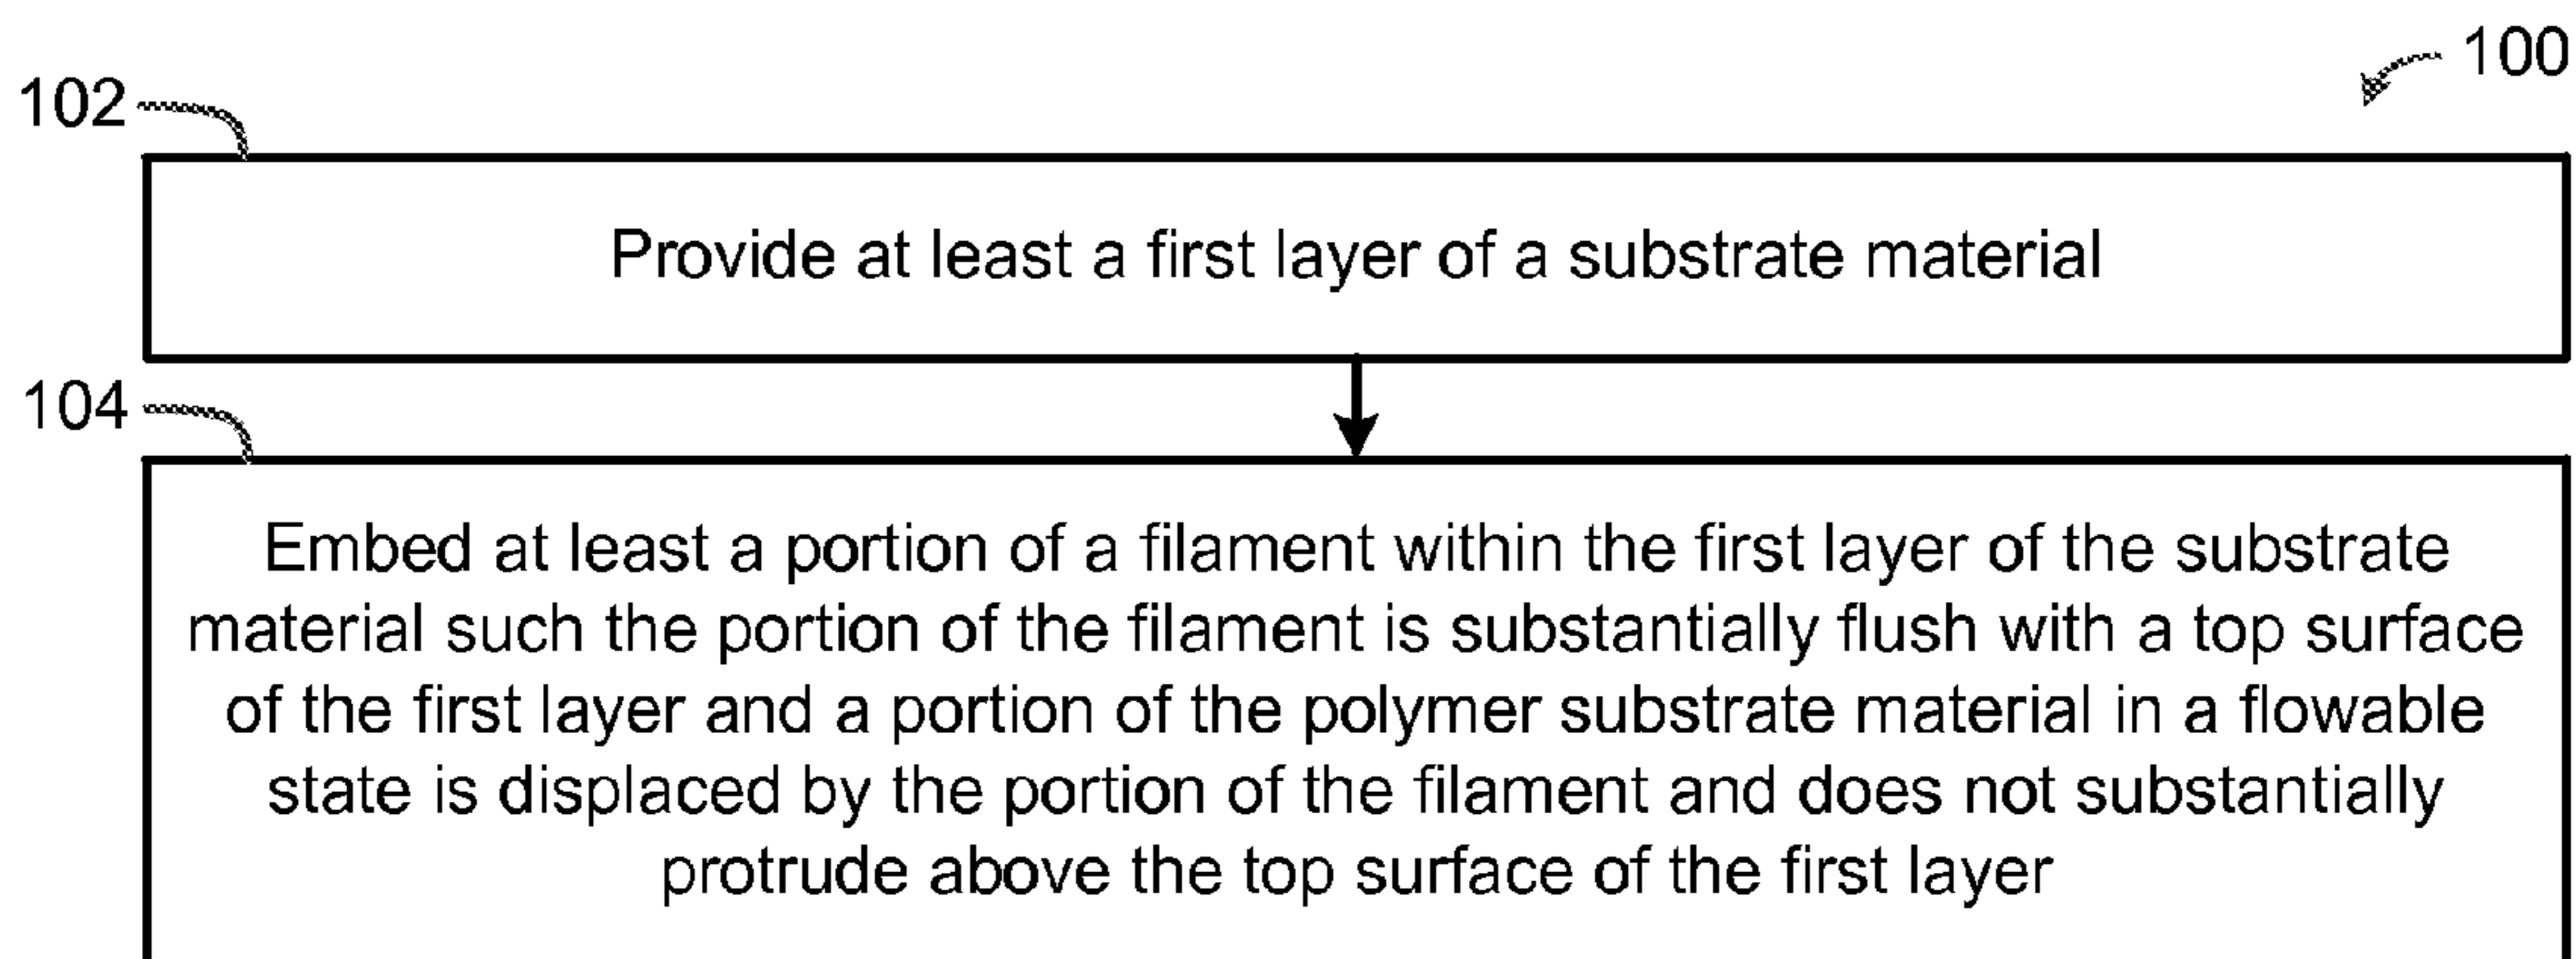 100
102
Provide at least a first layer of a substrate material
104
Embed at least a portion of a filament within the first layer of the substrate
material such the portion of the filament is substantially flush with a top surface
of the first layer and a portion of the polymer substrate material in a flowable
state is displaced by the portion of the filament and does not substantially
protrude above the top surface of the first layer